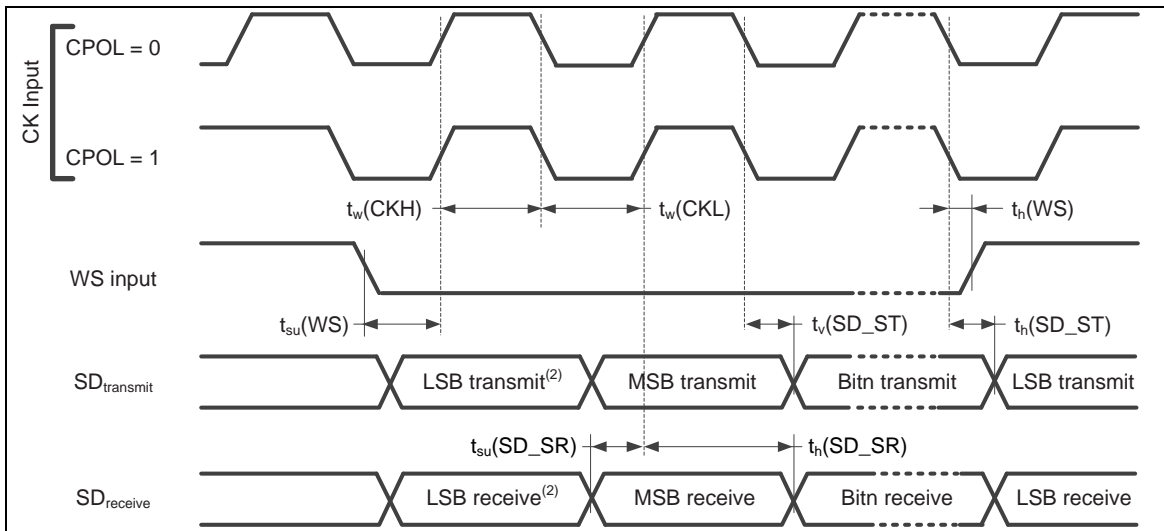 CK Input
CPOL = 0
CPOL = 1
tw(CKH)
tw(CKL)
th(WS)
WS input
tsu(WS)
tv(SD_ST)
th(SD_ST)
SDtransmit
LSB transmit(2)
MSB transmit
Bitn transmit
LSB transmit
tsu(SD_SR)
th(SD_SR)
SDreceive
LSB receive(2)
MSB receive
Bitn receive
LSB receive